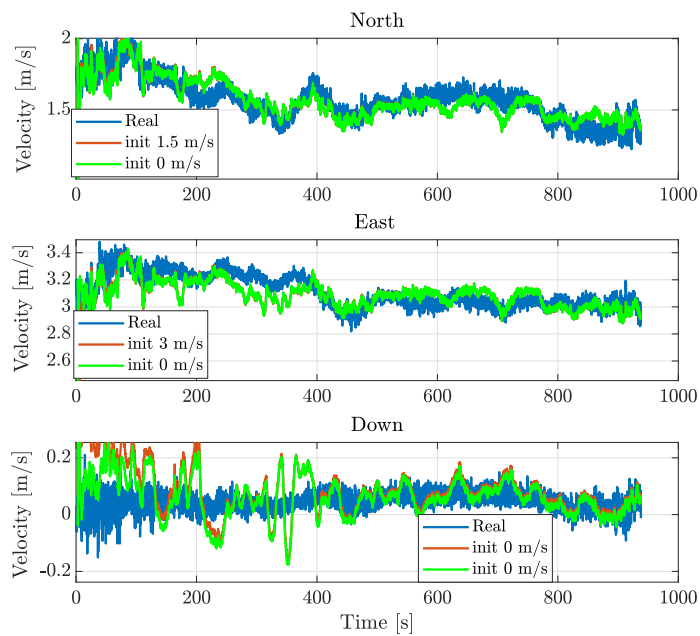 North
Velocity [m/s]
2
1.5
Real
init 1.5 m/s
init 0 m/s
0
200
400
600
800
1000
East
Velocity [m/s]
3.4
3.2
3
2.8
2.6
Real
init 3 m/s
init 0 m/s
0
200
400
600
800
1000
Down
Velocity [m/s]
0.2
0
-0.2
Real
init 0 m/s
init 0 m/s
0
200
400
600
800
1000
Time [s]